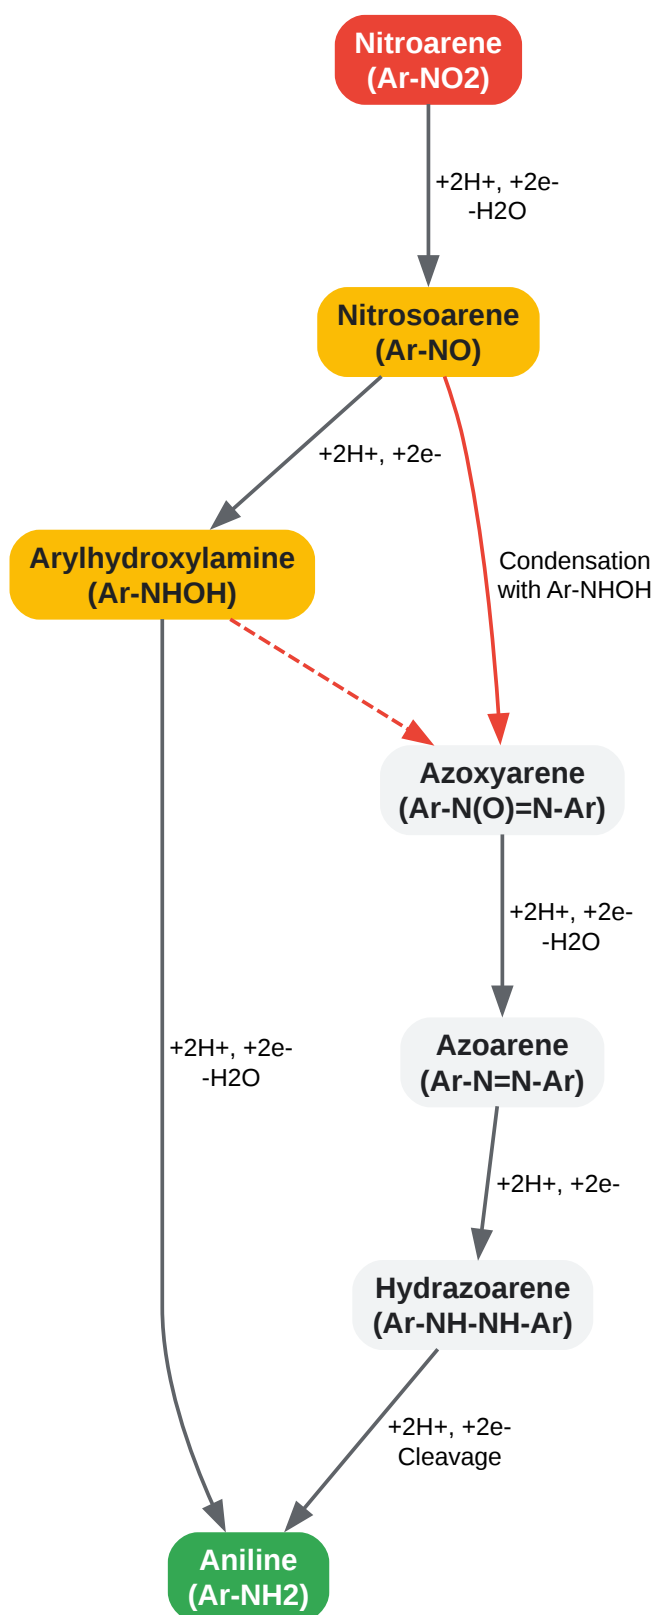 Nitroarene
(Ar-NO2)
+2H+, +2e-
-H2O
Nitrosoarene
(Ar-NO)
+2H+, +2e-
Arylhydroxylamine
(Ar-NHOH)
Condensation
with Ar-NHOH
Azoxyarene
(Ar-N(O)=N-Ar)
+2H+, +2e-
-H2O
Azoarene
(Ar-N=N-Ar)
+2H+, +2e-
-H2O
+2H+, +2e-
Hydrazoarene
(Ar-NH-NH-Ar)
+2H+, +2e-
Cleavage
Aniline
(Ar-NH2)